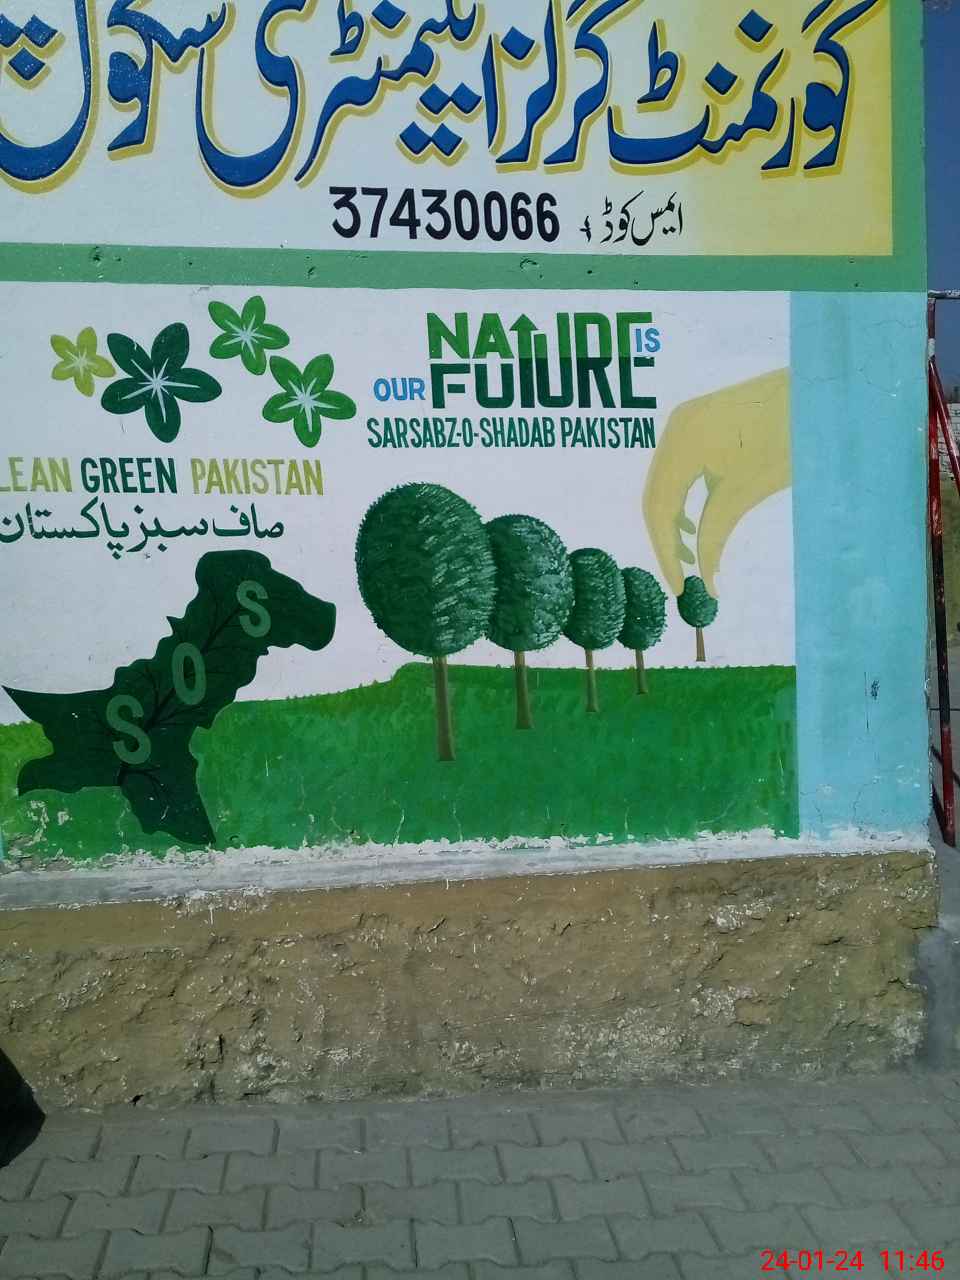 گورنمنٹ گرلز ایلیمنٹری سکول
ایمس کوڈ # 37430066
NATURE IS
OUR FUTURE
SARSABZ-O-SHADAB PAKISTAN
LEAN GREEN PAKISTAN
صاف سبز پاکستان
S
O
S
24-01-24 11:46